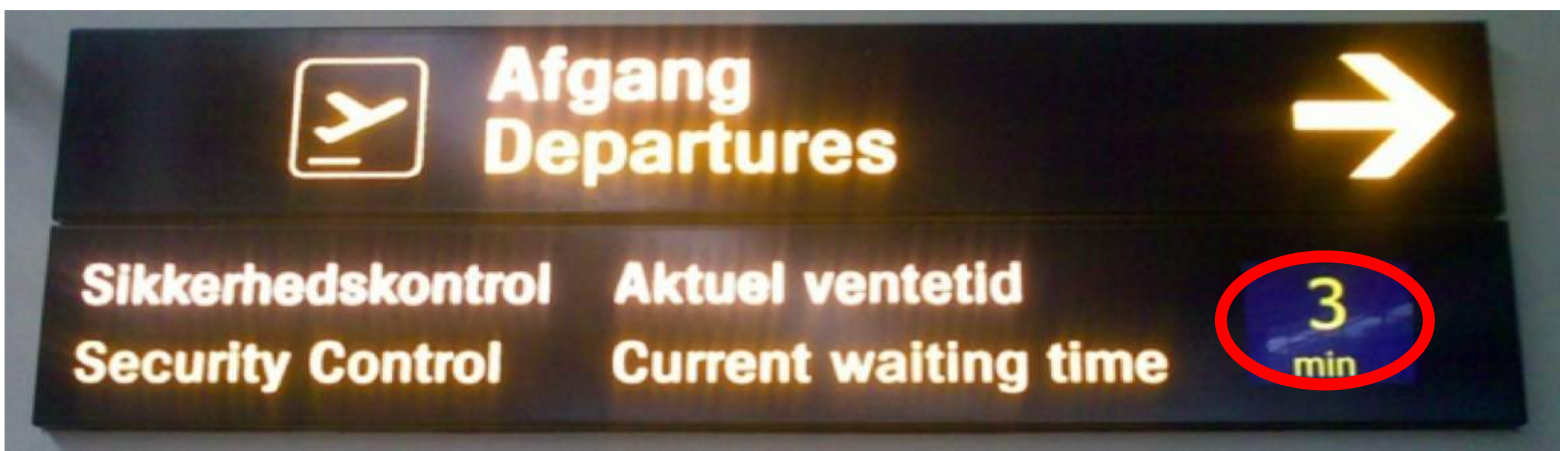 Afgang
Departures
Sikkerhedskontrol Aktuel ventetid 3
Security Control Current waiting time min